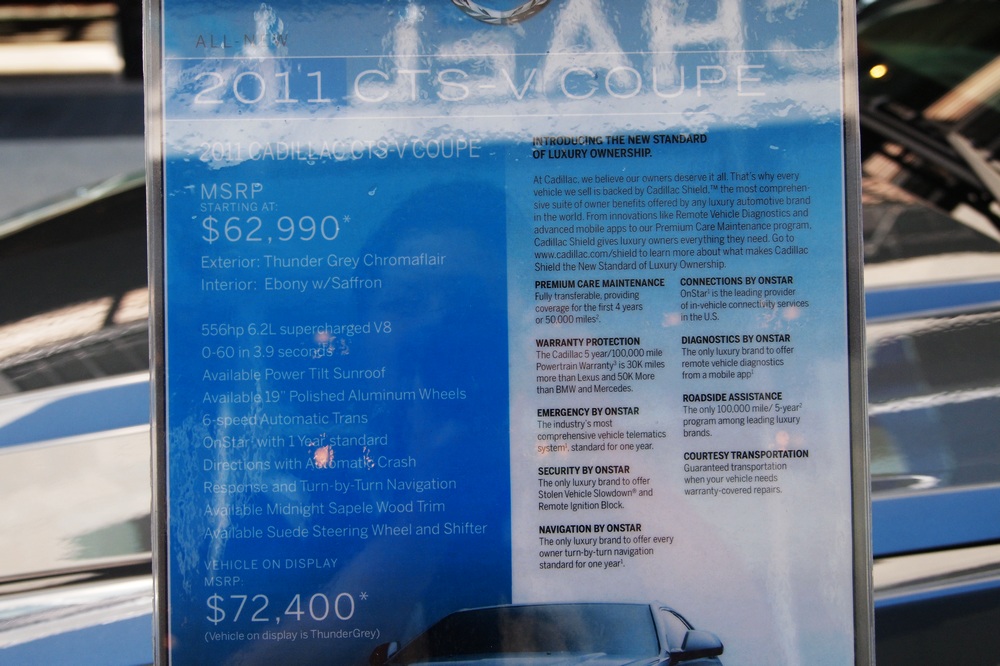 ALL-NEW
2011 CTS-V COUPE
2011 CADILLAC CTS-V COUPE
MSRP
STARTING AT:
$62,990*
Exterior: Thunder Grey Chromaflair
Interior: Ebony w/Saffron
556hp 6.2L supercharged V8
0-60 in 3.9 seconds
Available Power Tilt Sunroof
Available 19" Polished Aluminum Wheels
6-speed Automatic Trans
OnStar, with 1 Year standard
Directions with Automatic Crash
Response and Turn-by-Turn Navigation
Available Midnight Sapele Wood Trim
Available Suede Steering Wheel and Shifter
VEHICLE ON DISPLAY
MSRP:
$72,400*
(Vehicle on display is ThunderGrey)
INTRODUCING THE NEW STANDARD
OF LUXURY OWNERSHIP.
At Cadillac, we believe our owners deserve it all. That's why every
vehicle we sell is backed by Cadillac Shield,™ the most comprehen-
sive suite of owner benefits offered by any luxury automotive brand
in the world. From innovations like Remote Vehicle Diagnostics and
advanced mobile apps to our Premium Care Maintenance program,
Cadillac Shield gives luxury owners everything they need. Go to
www.cadillac.com/shield to learn more about what makes Cadillac
Shield the New Standard of Luxury Ownership.
PREMIUM CARE MAINTENANCE
Fully transferable, providing
coverage for the first 4 years
or 50,000 miles².
WARRANTY PROTECTION
The Cadillac 5 year/100,000 mile
Powertrain Warranty³ is 30K miles
more than Lexus and 50K More
than BMW and Mercedes.
EMERGENCY BY ONSTAR
The industry's most
comprehensive vehicle telematics
system¹, standard for one year.
SECURITY BY ONSTAR
The only luxury brand to offer
Stolen Vehicle Slowdown® and
Remote Ignition Block.
NAVIGATION BY ONSTAR
The only luxury brand to offer every
owner turn-by-turn navigation
standard for one year¹.
CONNECTIONS BY ONSTAR
OnStar¹ is the leading provider
of in-vehicle connectivity services
in the U.S.
DIAGNOSTICS BY ONSTAR
The only luxury brand to offer
remote vehicle diagnostics
from a mobile app¹
ROADSIDE ASSISTANCE
The only 100,000 mile/ 5-year²
program among leading luxury
brands.
COURTESY TRANSPORTATION
Guaranteed transportation
when your vehicle needs
warranty-covered repairs.